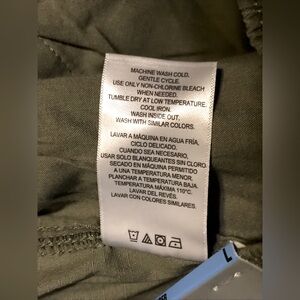 MACHINE WASH COLD.
GENTLE CYCLE.
USE ONLY NON-CHLORINE BLEACH
WHEN NEEDED.
TUMBLE DRY AT LOW TEMPERATURE.
COOL IRON.
WASH INSIDE OUT.
WASH WITH SIMILAR COLORS.
LAVAR A MÁQUINA EN AGUA FRÍA,
CICLO DELICADO.
CUANDO SEA NECESARIO,
USAR SOLO BLANQUEANTES SIN CLORO.
SECADO EN MÁQUINA PERMITIDO
A UNA TEMPERATURA MENOR.
PLANCHAR A TEMPERATURA BAJA.
TEMPERATURA MÁXIMA 110°C.
LAVAR DEL REVÉS.
LAVAR CON COLORES SIMILARES.
L